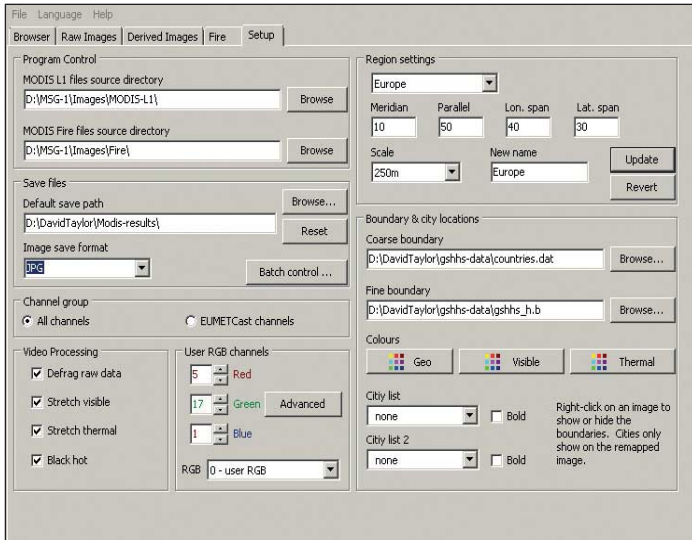 File Language Help
Browser Raw Images Derived Images Fire Setup
Program Control
MODIS L1 files source directory
D:\MSG-1\Images\MODIS-L1\ Browse
MODIS Fire files source directory
D:\MSG-1\Images\Fire\ Browse
Save files
Default save path
Browse...
D:\DavidTaylor\Modis-results\
Reset
Image save format
JPG
Batch control ...
Channel group
All channels EUMETCast channels
Video Processing
Defrag raw data
Stretch visible
Stretch thermal
Black hot
User RGB channels
5 Red
17 Green Advanced
1 Blue
RGB 0 - user RGB
Region settings
Europe
Meridian Parallel Lon. span Lat. span
10 50 40 30
Scale New name
250m Europe
Update
Revert
Boundary & city locations
Coarse boundary
D:\DavidTaylor\gshhs-data\countries.dat Browse...
Fine boundary
D:\DavidTaylor\gshhs-data\gshhs_h.b Browse...
Colours
Geo Visible Thermal
Citiy list
none Bold
Citiy list 2
none Bold
Right-click on an image to
show or hide the
boundaries. Cities only
show on the remapped
image.